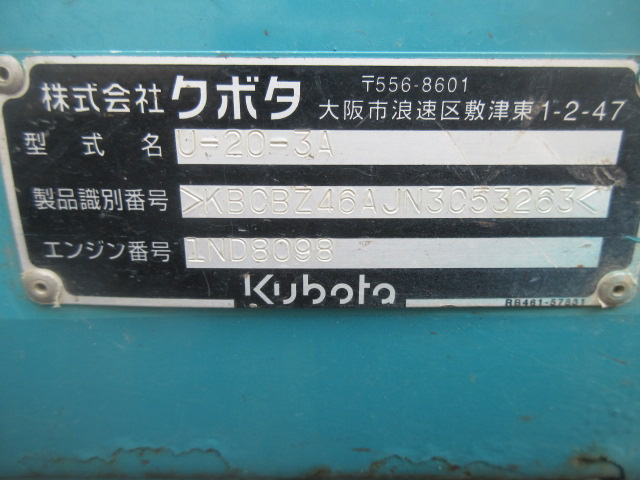 株式会社クボタ 〒556-8601
大阪市浪速区敷津東1-2-47
型式名 U-20-3A
製品識別番号 >KBCBZ46AJN3C53263<
エンジン番号 1ND8098
Kubota
RB461-57831